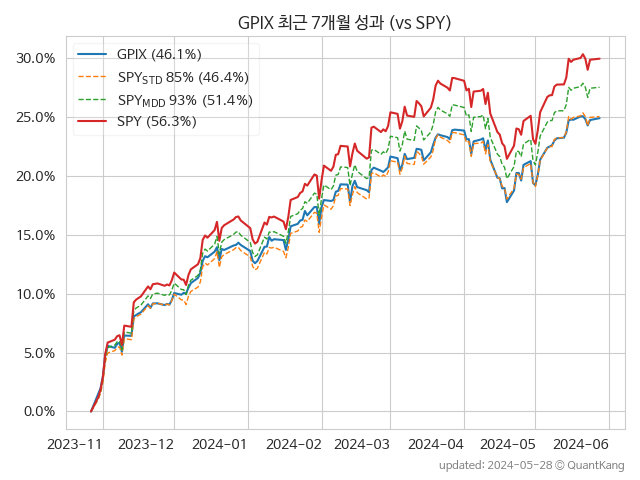 GPIX 최근 7개월 성과 (vs SPY)
GPIX (46.1%)
SPY_STD 85% (46.4%)
SPY_MDD 93% (51.4%)
SPY (56.3%)
30.0%
25.0%
20.0%
15.0%
10.0%
5.0%
0.0%
2023-11 2023-12 2024-01 2024-02 2024-03 2024-04 2024-05 2024-06
updated: 2024-05-28 © QuantKang